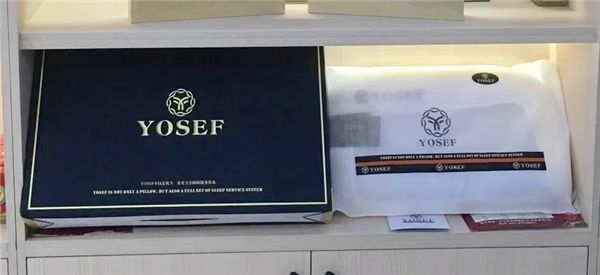 YOSEF
YOSEF IS NOT ONLY A PILLOW, BUT ALSO A FULL SET OF SLEEP SERVICE SYSTEM
YOSEF
YOSEF
YOSEF IS NOT ONLY A PILLOW, BUT ALSO A FULL SET OF SLEEP SERVICE SYSTEM
YOSEF YOSEF YOSEF